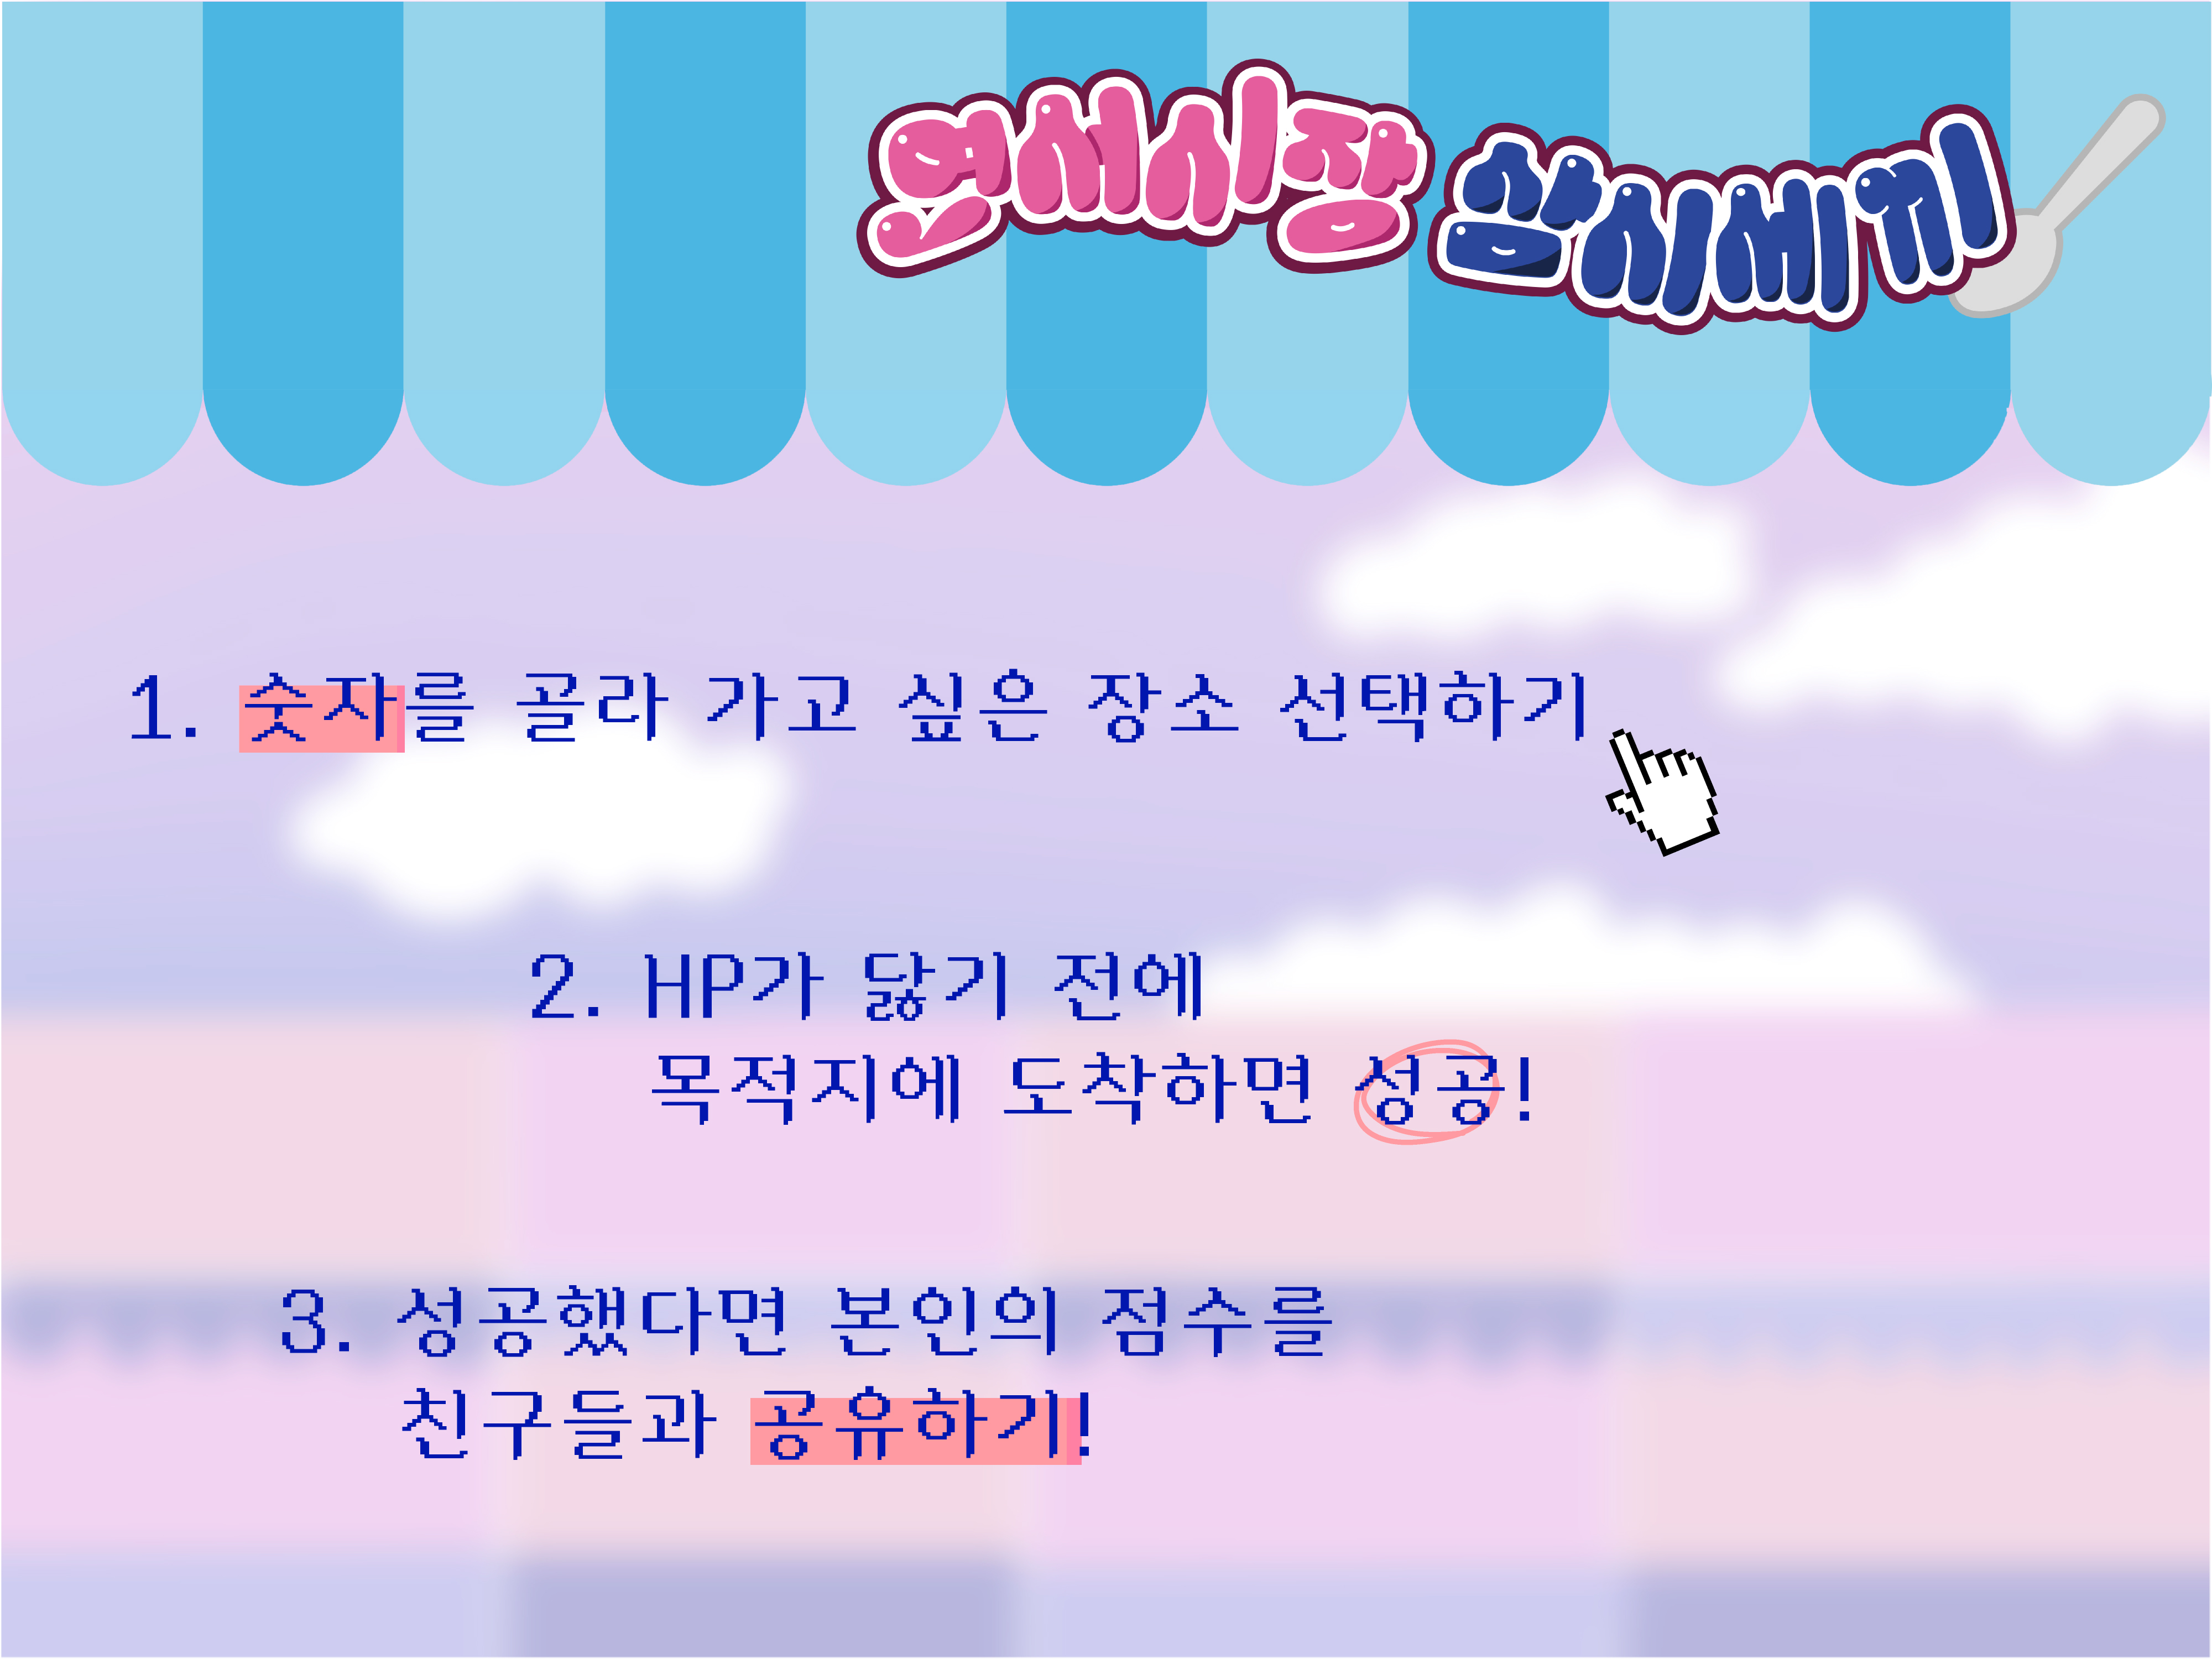 연서시장 삼시세끼
1. 숫자를 골라 가고 싶은 장소 선택하기
2. HP가 닳기 전에
목적지에 도착하면 성공!
3. 성공했다면 본인의 점수를
친구들과 공유하기!